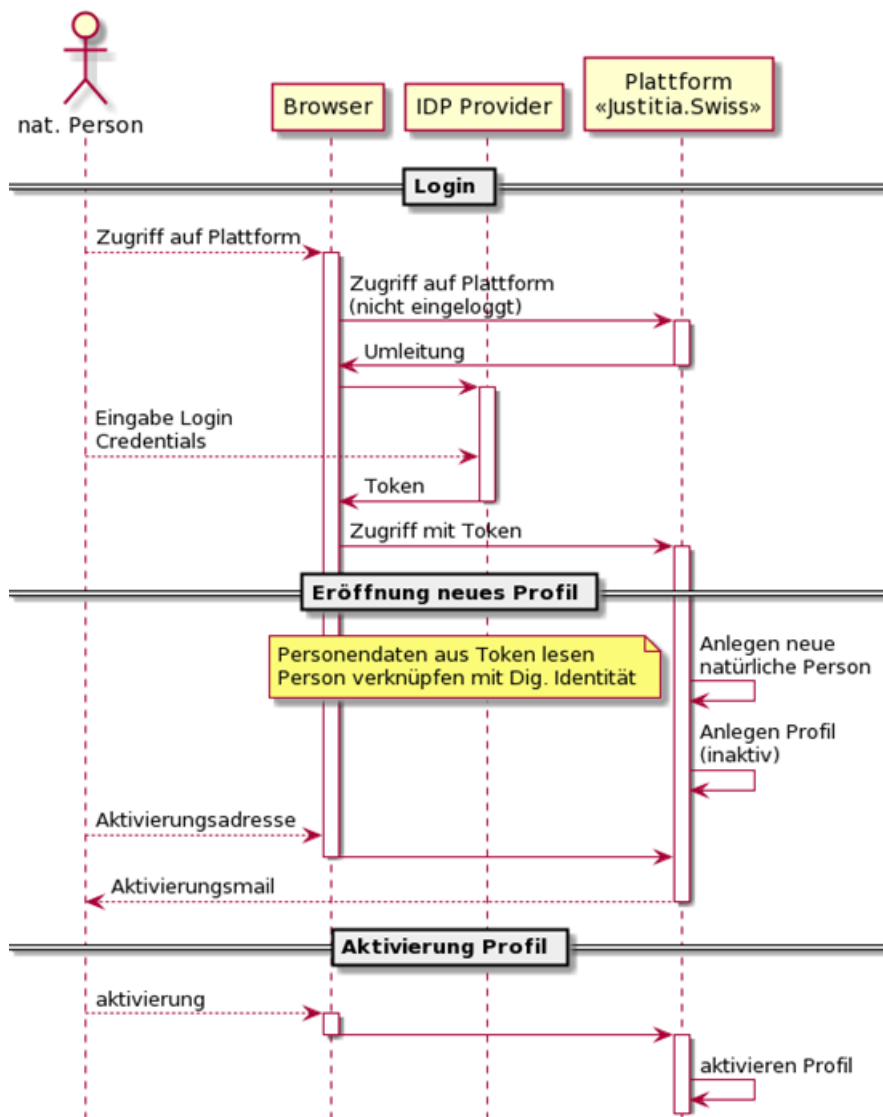 nat. Person
Browser
IDP Provider
Plattform
«Justitia.Swiss»
Login
Zugriff auf Plattform
Zugriff auf Plattform
(nicht eingeloggt)
Umleitung
Eingabe Login
Credentials
Token
Zugriff mit Token
Eröffnung neues Profil
Personendaten aus Token lesen
Person verknüpfen mit Dig. Identität
Anlegen neue
natürliche Person
Anlegen Profil
(inaktiv)
Aktivierungsadresse
Aktivierungsmail
Aktivierung Profil
aktivierung
aktivieren Profil